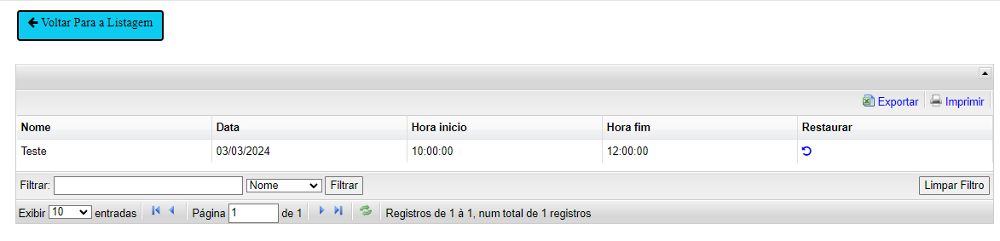 Voltar Para a Listagem
Exportar Imprimir
Nome Data Hora inicio Hora fim Restaurar
Teste 03/03/2024 10:00:00 12:00:00
Filtrar: Nome Filtrar Limpar Filtro
Exibir 10 entradas Página 1 de 1 Registros de 1 à 1, num total de 1 registros